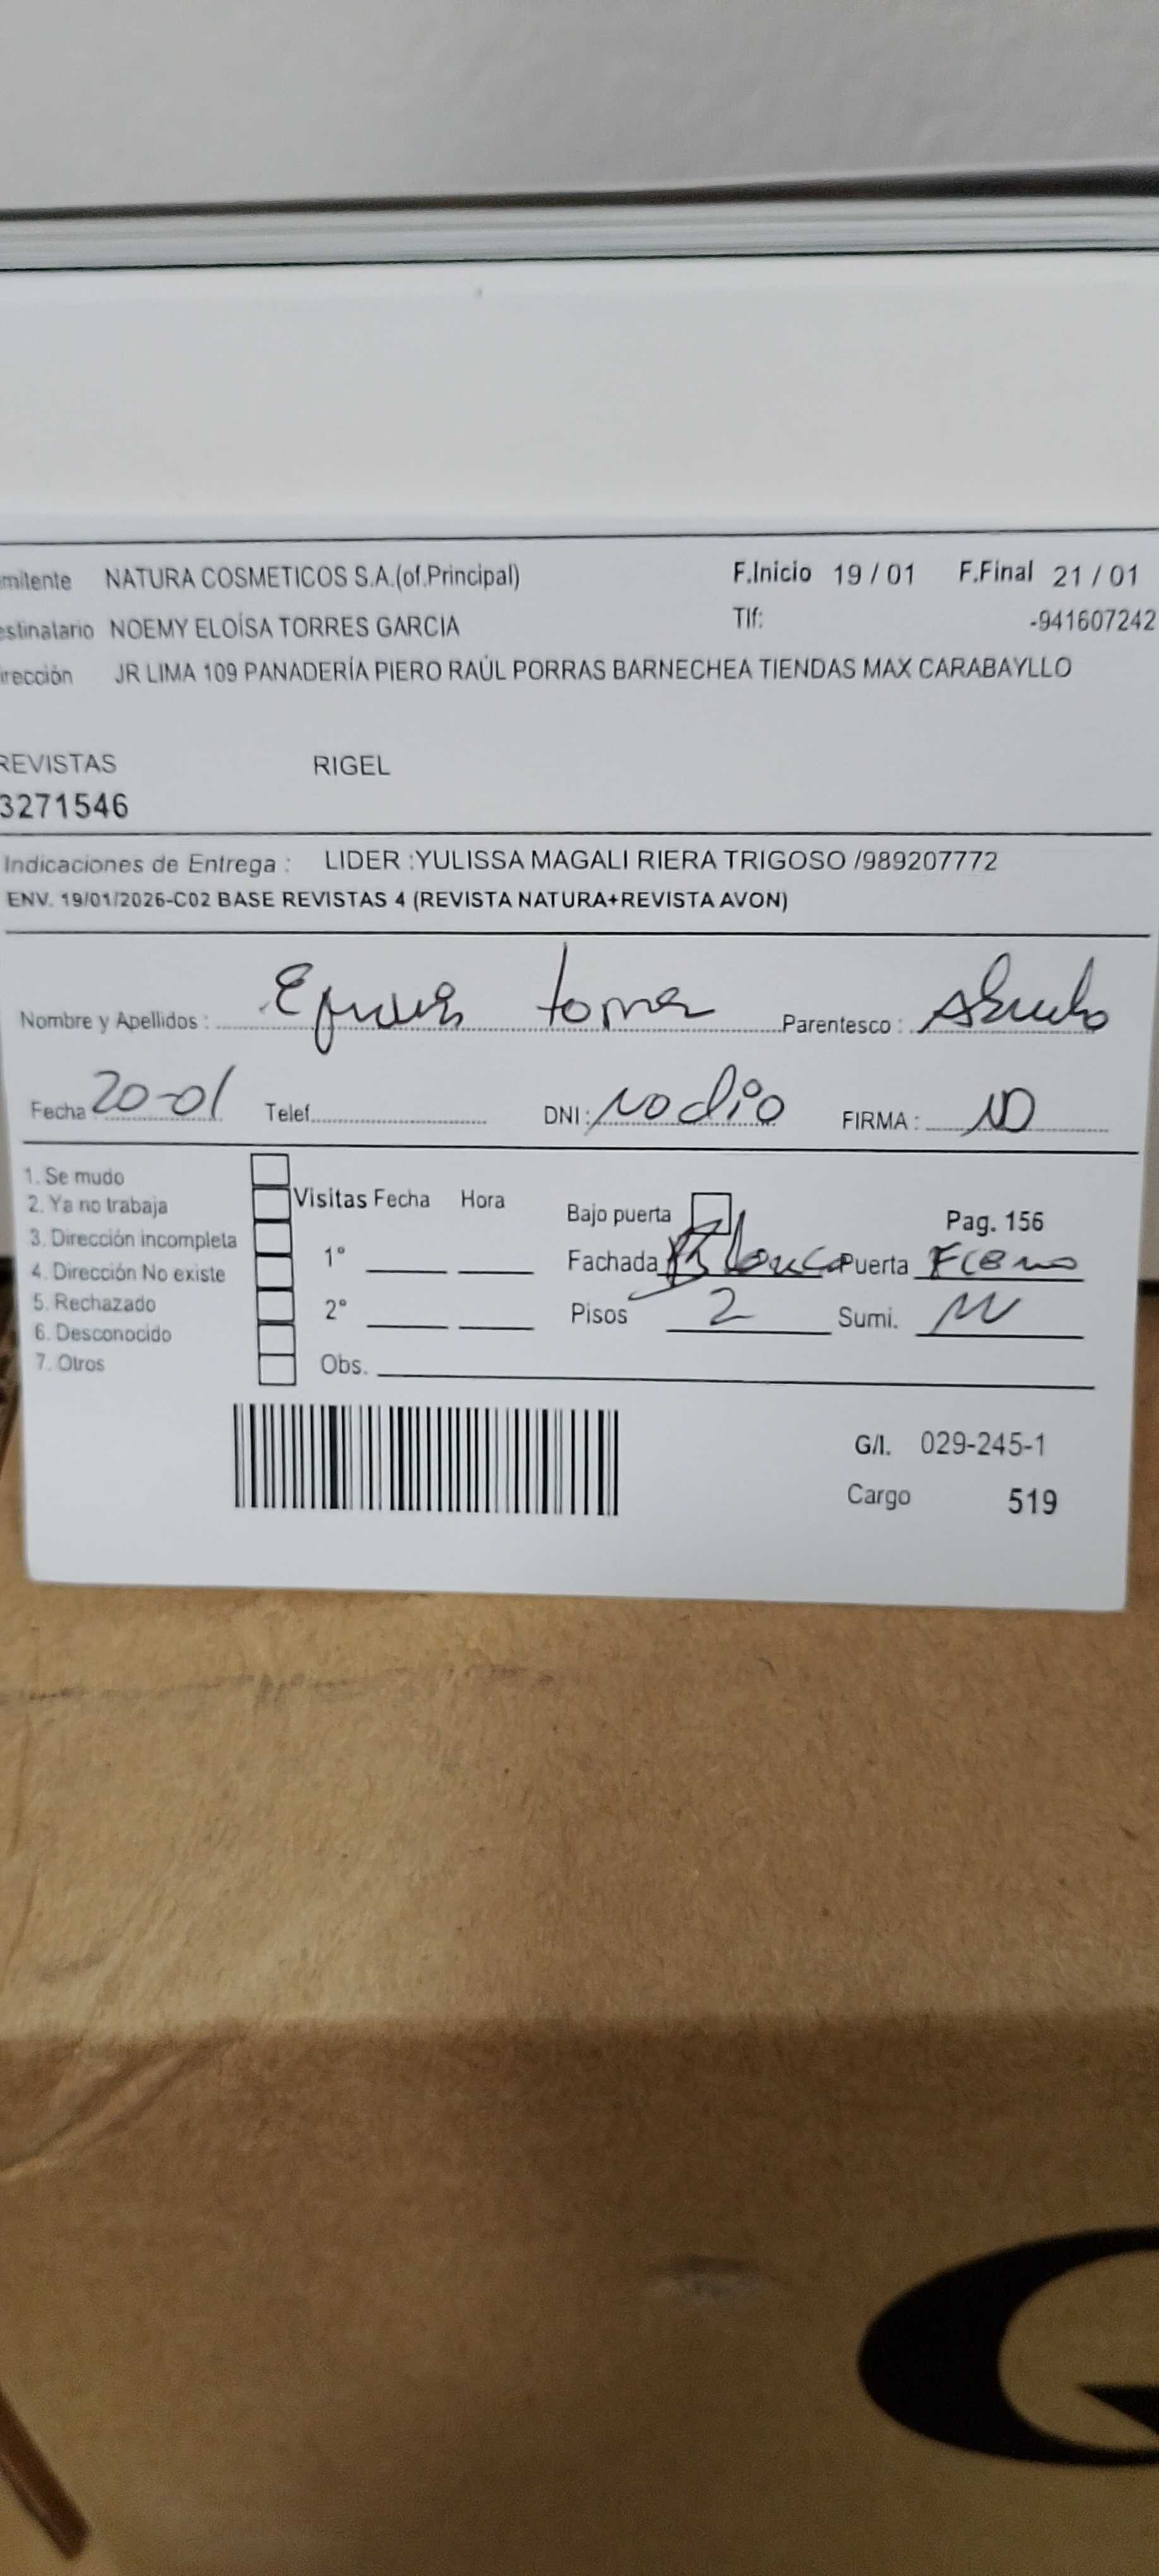 mitente NATURA COSMETICOS S.A.(of.Principal) F.Inicio 19 / 01 F.Final 21 / 01
estinatario NOEMY ELOÍSA TORRES GARCIA Tlf: -941607242
irección JR LIMA 109 PANADERÍA PIERO RAÚL PORRAS BARNECHEA TIENDAS MAX CARABAYLLO
REVISTAS RIGEL
3271546
Indicaciones de Entrega : LIDER :YULISSA MAGALI RIERA TRIGOSO /989207772
ENV. 19/01/2026-C02 BASE REVISTAS 4 (REVISTA NATURA+REVISTA AVON)
Nombre y Apellidos : Parentesco : Abuelo
Fecha 20-01 Telef. DNI: No dio FIRMA : NO
1. Se mudo
2. Ya no trabaja Visitas Fecha Hora Bajo puerta Pag. 156
3. Dirección incompleta 1° Fachada Blanca Puerta Fierro
4. Dirección No existe
5. Rechazado 2° Pisos 2 Sumi.
6. Desconocido
7. Otros Obs.
G/I. 029-245-1
Cargo 519